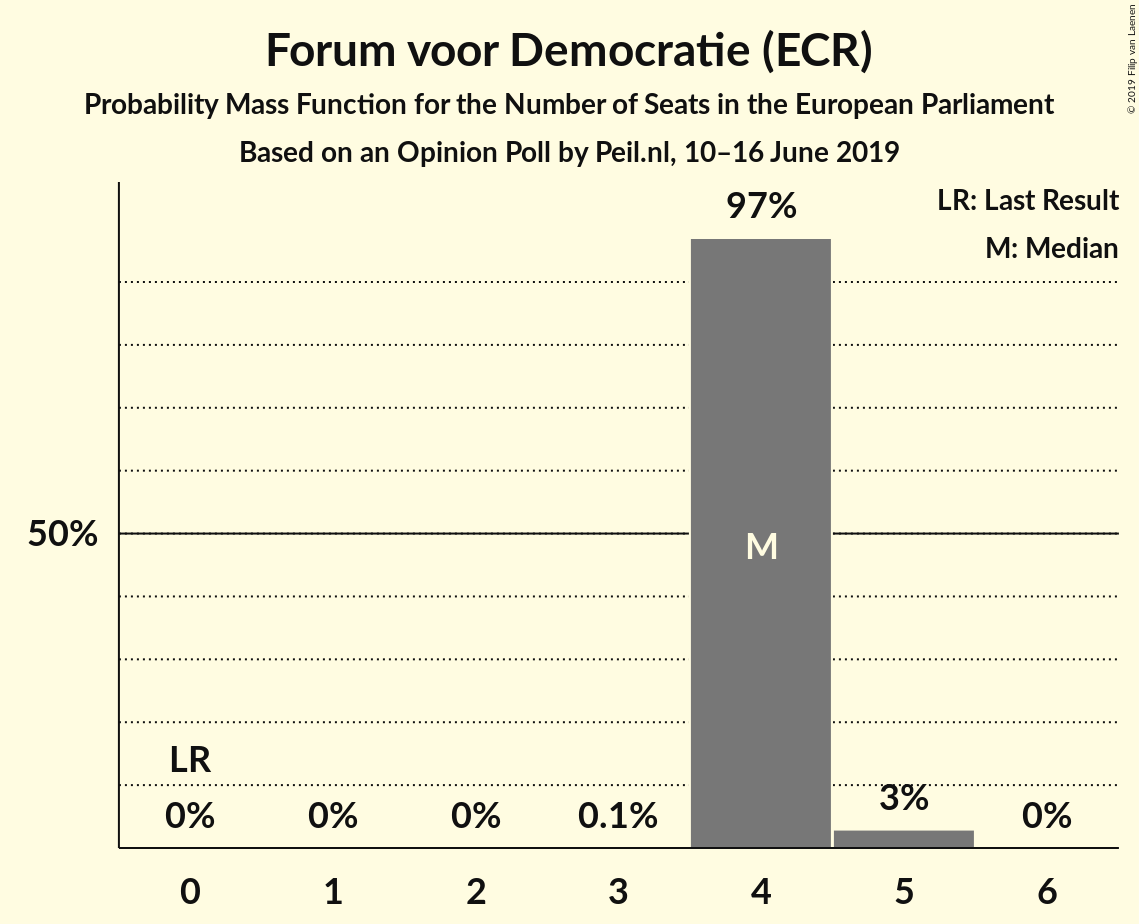 Forum voor Democratie (ECR)
Probability Mass Function for the Number of Seats in the European Parliament
Based on an Opinion Poll by Peil.nl, 10–16 June 2019
© 2019 Filip van Laenen
LR: Last Result
M: Median
97%
50%
M
LR
0%
0%
0%
0.1%
3%
0%
0
1
2
3
4
5
6